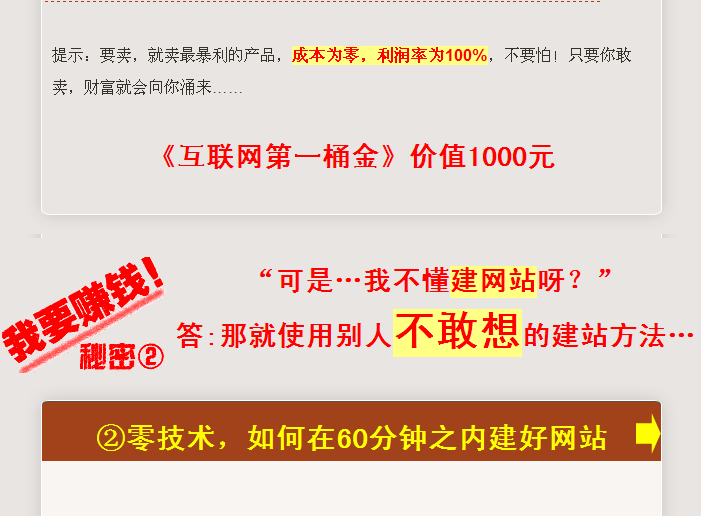 提示：要卖，就卖最暴利的产品，成本为零，利润率为100%，不要怕！只要你敢
卖，财富就会向你涌来……
《互联网第一桶金》价值1000元
“可是…我不懂建网站呀？”
我要赚钱！
秘密②
答:那就使用别人不敢想的建站方法…
②零技术，如何在60分钟之内建好网站